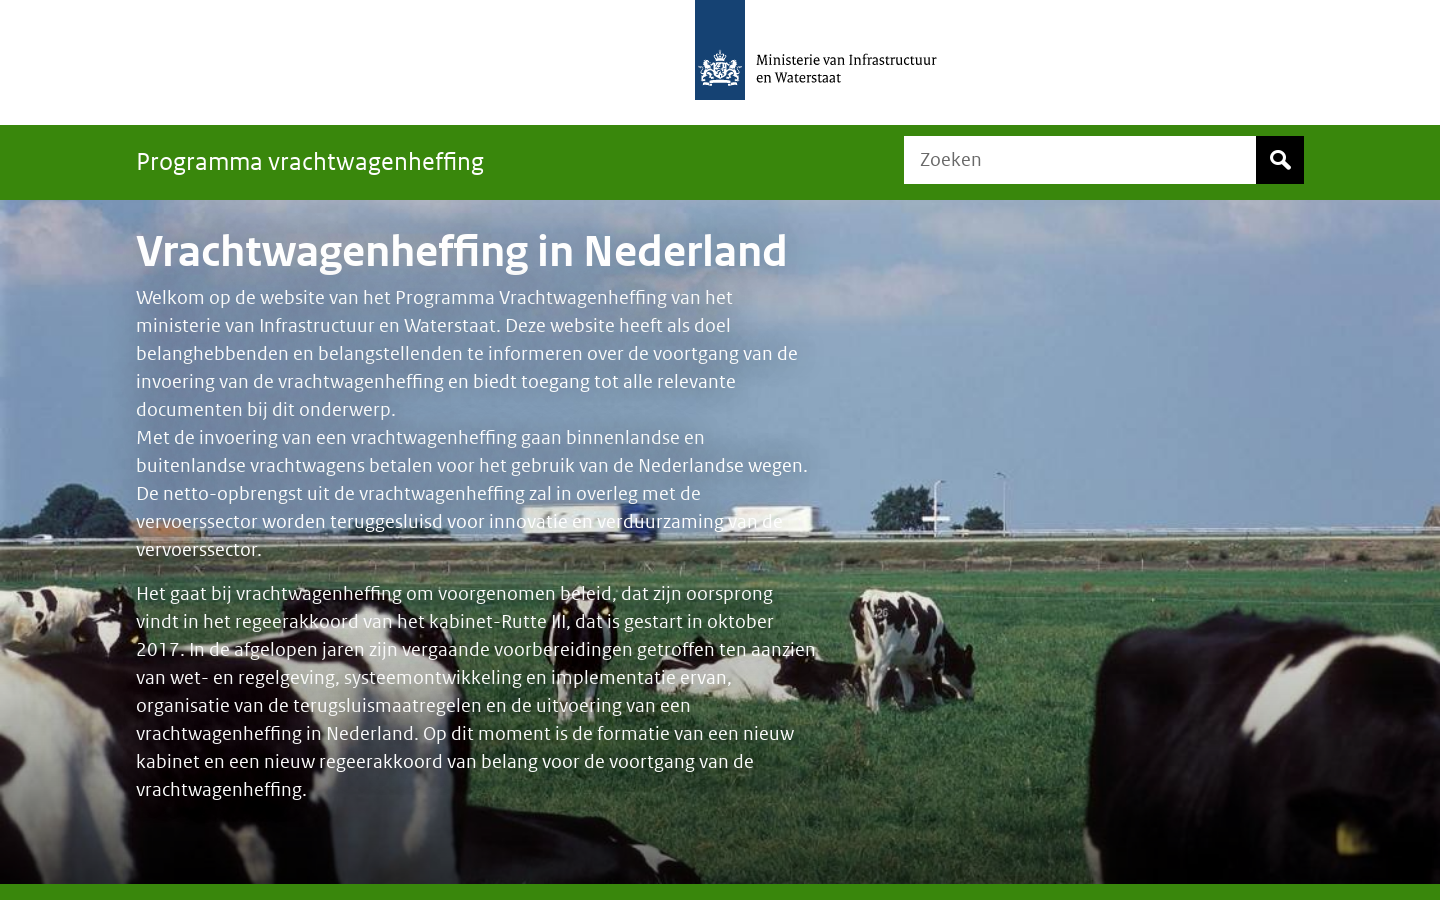 Ministerie van Infrastructuur
en Waterstaat
Programma vrachtwagenheffing
Zoeken
Vrachtwagenheffing in Nederland
Welkom op de website van het Programma Vrachtwagenheffing van het
ministerie van Infrastructuur en Waterstaat. Deze website heeft als doel
belanghebbenden en belangstellenden te informeren over de voortgang van de
invoering van de vrachtwagenheffing en biedt toegang tot alle relevante
documenten bij dit onderwerp.
Met de invoering van een vrachtwagenheffing gaan binnenlandse en
buitenlandse vrachtwagens betalen voor het gebruik van de Nederlandse wegen.
De netto-opbrengst uit de vrachtwagenheffing zal in overleg met de
vervoerssector worden teruggesluisd voor innovatie en verduurzaming van de
vervoerssector.
Het gaat bij vrachtwagenheffing om voorgenomen beleid, dat zijn oorsprong
vindt in het regeerakkoord van het kabinet-Rutte III, dat is gestart in oktober
2017. In de afgelopen jaren zijn vergaande voorbereidingen getroffen ten aanzien
van wet- en regelgeving, systeemontwikkeling en implementatie ervan,
organisatie van de terugsluismaatregelen en de uitvoering van een
vrachtwagenheffing in Nederland. Op dit moment is de formatie van een nieuw
kabinet en een nieuw regeerakkoord van belang voor de voortgang van de
vrachtwagenheffing.